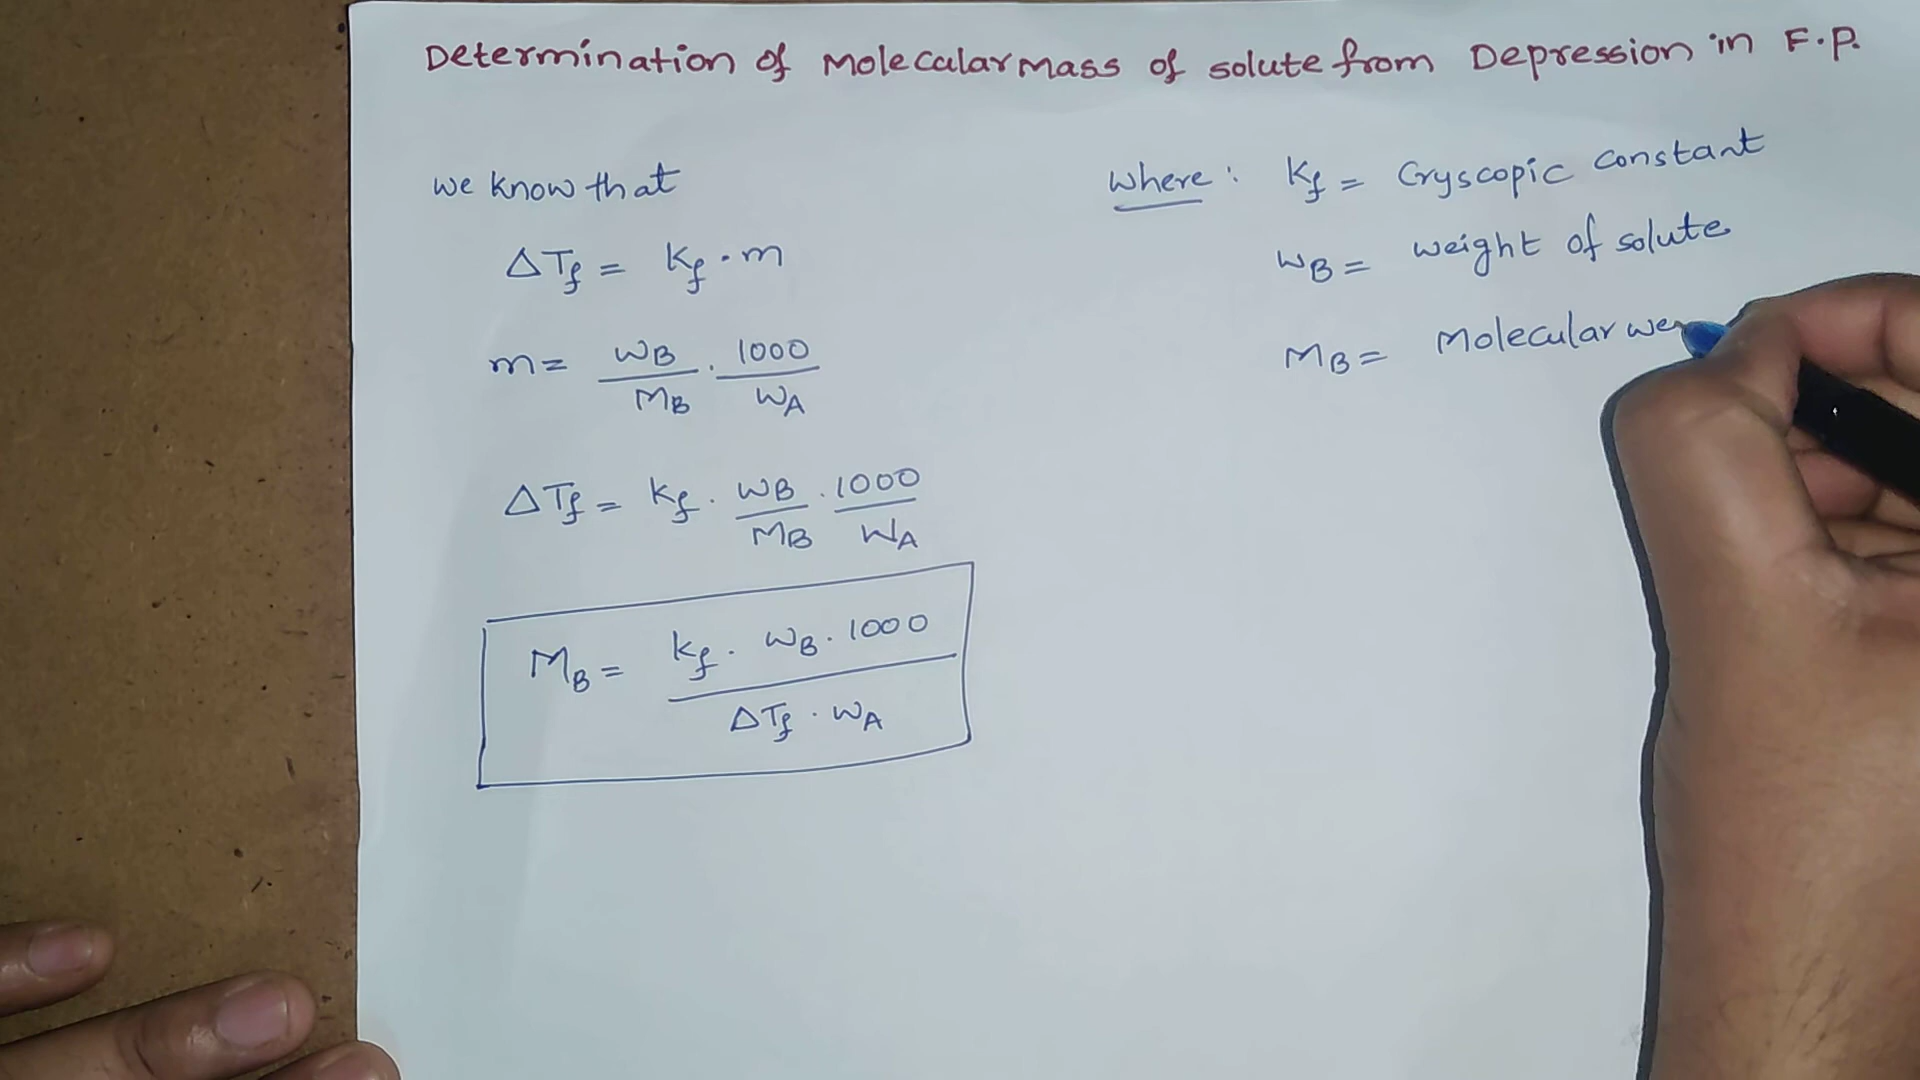 Determination of Molecular Mass of solute from Depression in F.P.
we know that
ΔTf = Kf · m
m = WB/MB · 1000/WA
ΔTf = Kf · WB/MB · 1000/WA
MB = Kf · WB · 1000 / ΔTf · WA
Where : Kf = Cryscopic constant
WB = weight of solute
MB = Molecular we